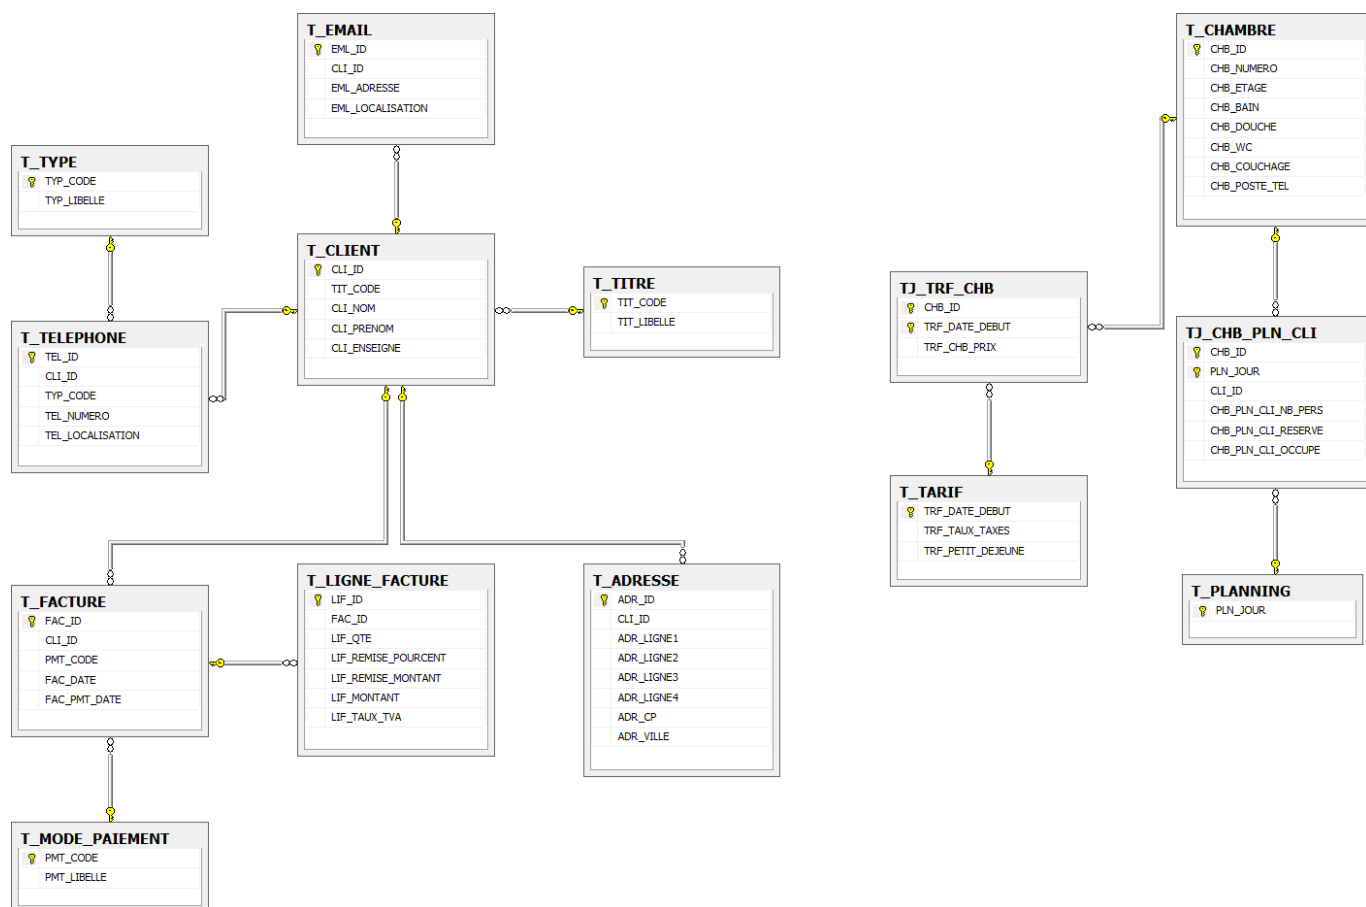 T_EMAIL
EML_ID
CLI_ID
EML_ADRESSE
EML_LOCALISATION
T_CHAMBRE
CHB_ID
CHB_NUMERO
CHB_ETAGE
CHB_BAIN
CHB_DOUCHE
CHB_WC
CHB_COUCHAGE
CHB_POSTE_TEL
T_TYPE
TYP_CODE
TYP_LIBELLE
T_CLIENT
CLI_ID
TIT_CODE
CLI_NOM
CLI_PRENOM
CLI_ENSEIGNE
T_TITRE
TIT_CODE
TIT_LIBELLE
TJ_TRF_CHB
CHB_ID
TRF_DATE_DEBUT
TRF_CHB_PRIX
T_TELEPHONE
TEL_ID
CLI_ID
TYP_CODE
TEL_NUMERO
TEL_LOCALISATION
TJ_CHB_PLN_CLI
CHB_ID
PLN_JOUR
CLI_ID
CHB_PLN_CLI_NB_PERS
CHB_PLN_CLI_RESERVE
CHB_PLN_CLI_OCCUPE
T_TARIF
TRF_DATE_DEBUT
TRF_TAUX_TAXES
TRF_PETIT_DEJEUNE
T_FACTURE
FAC_ID
CLI_ID
PMT_CODE
FAC_DATE
FAC_PMT_DATE
T_LIGNE_FACTURE
LIF_ID
FAC_ID
LIF_QTE
LIF_REMISE_POURCENT
LIF_REMISE_MONTANT
LIF_MONTANT
LIF_TAUX_TVA
T_ADRESSE
ADR_ID
CLI_ID
ADR_LIGNE1
ADR_LIGNE2
ADR_LIGNE3
ADR_LIGNE4
ADR_CP
ADR_VILLE
T_PLANNING
PLN_JOUR
T_MODE_PAIEMENT
PMT_CODE
PMT_LIBELLE